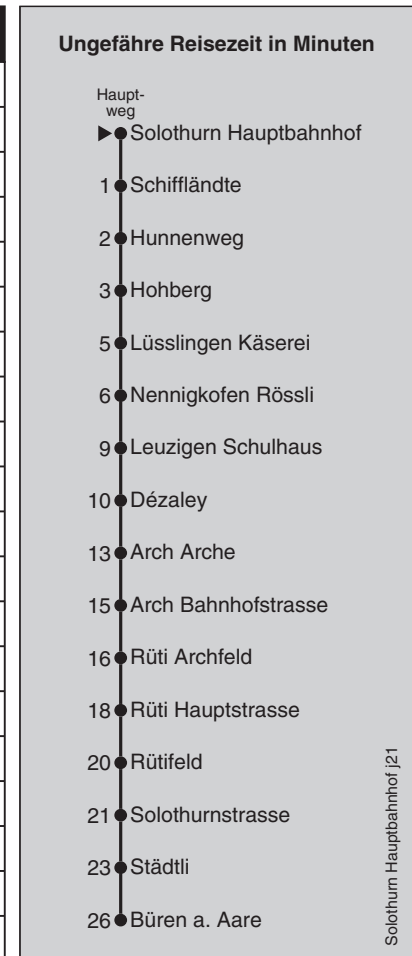 Ungefähre Reisezeit in Minuten
Haupt-
weg
Solothurn Hauptbahnhof
1 Schiffländte
2 Hunnenweg
3 Hohberg
5 Lüsslingen Käserei
6 Nennigkofen Rössli
9 Leuzigen Schulhaus
10 Dézaley
13 Arch Arche
15 Arch Bahnhofstrasse
16 Rüti Archfeld
18 Rüti Hauptstrasse
20 Rütifeld
21 Solothurnstrasse
23 Städtli
26 Büren a. Aare
Solothurn Hauptbahnhof j21